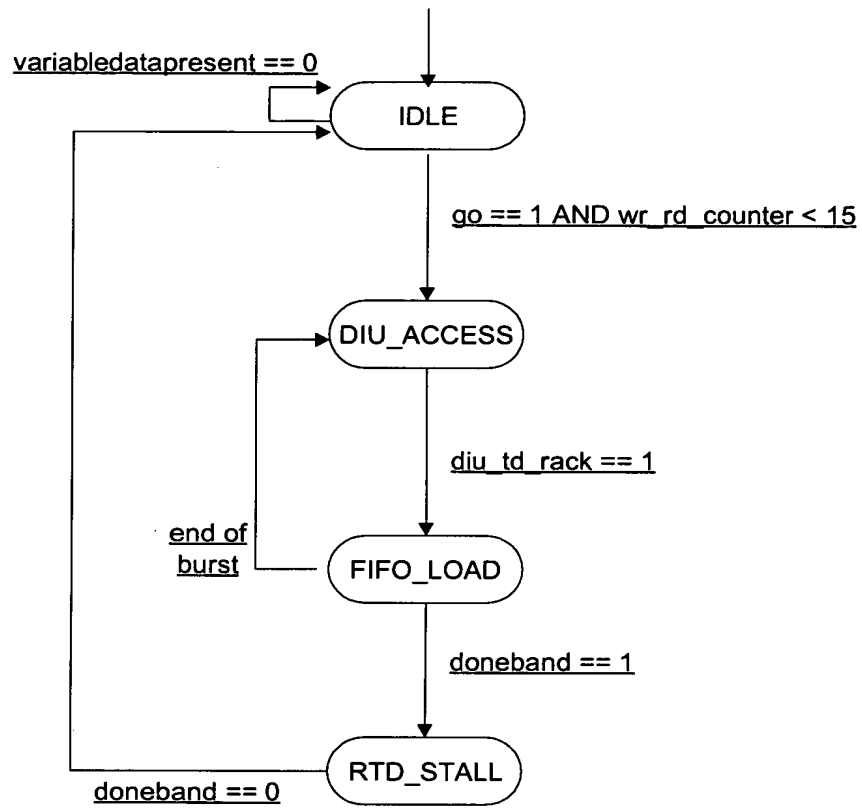 variabledatapresent == 0
IDLE
go == 1 AND wr_rd_counter < 15
DIU_ACCESS
diu_td_rack == 1
end of
burst
FIFO_LOAD
doneband == 1
RTD_STALL
doneband == 0